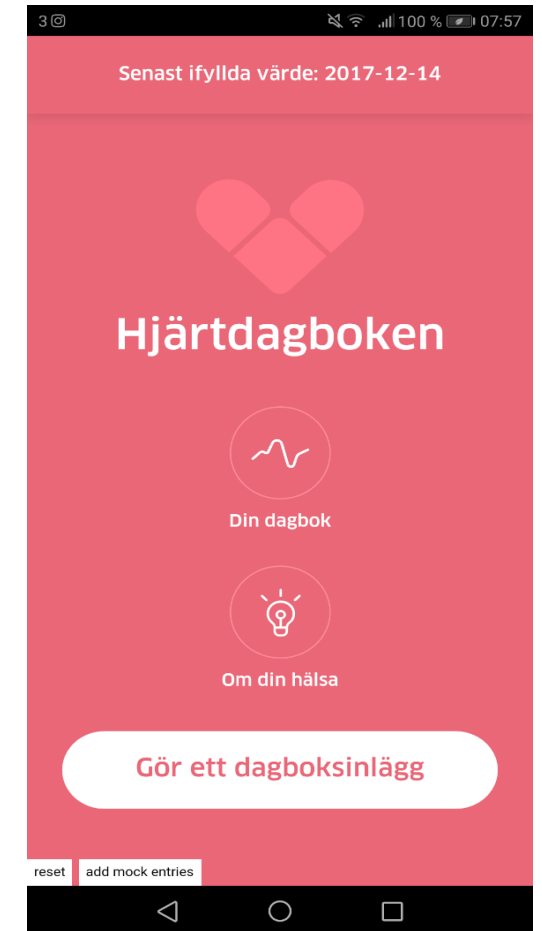 3 100 % 07:57
Senast ifyllda värde: 2017-12-14
Hjärtdagboken
Din dagbok
Om din hälsa
Gör ett dagboksinlägg
reset add mock entries